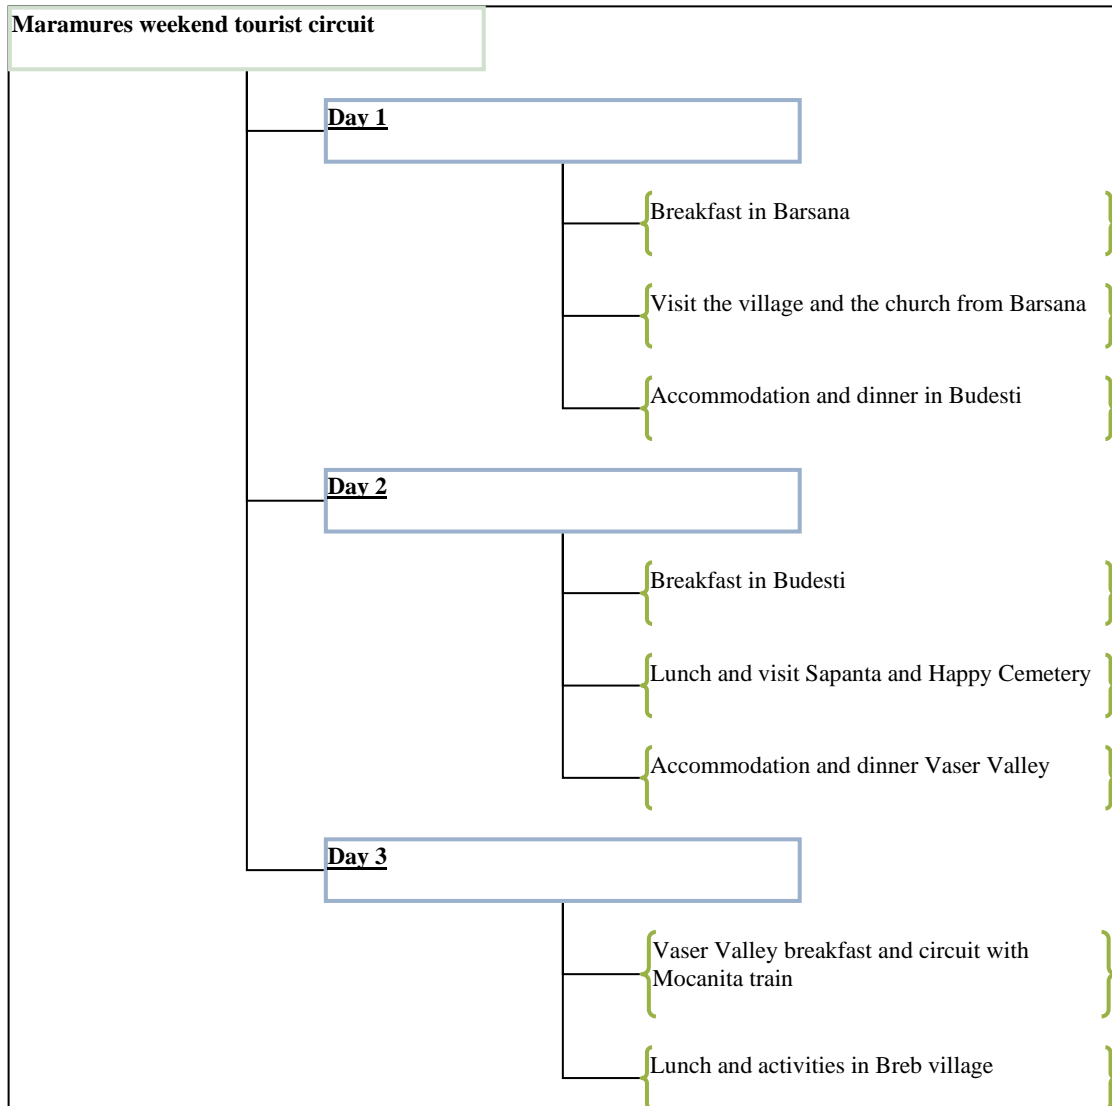 Maramures weekend tourist circuit
Day 1
Breakfast in Barsana
Visit the village and the church from Barsana
Accommodation and dinner in Budesti
Day 2
Breakfast in Budesti
Lunch and visit Sapanta and Happy Cemetery
Accommodation and dinner Vaser Valley
Day 3
Vaser Valley breakfast and circuit with
Mocanita train
Lunch and activities in Breb village